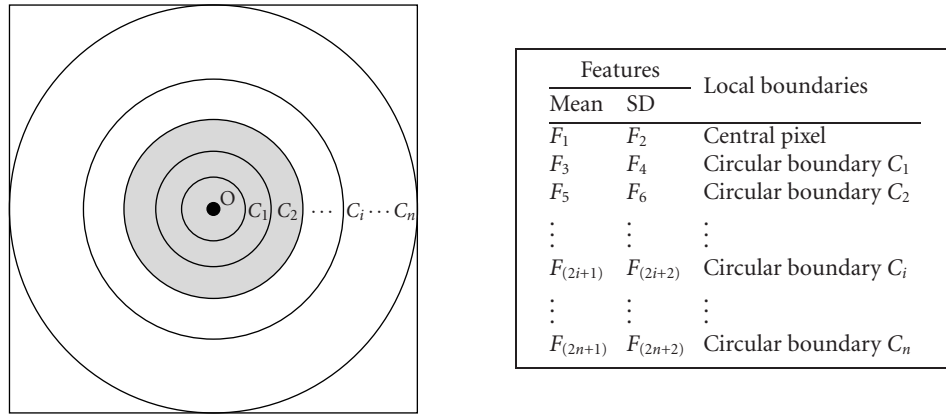 O
C₁ C₂ ⋯ Cᵢ ⋯ Cₙ
Features
Local boundaries
Mean SD
F₁ F₂ Central pixel
F₃ F₄ Circular boundary C₁
F₅ F₆ Circular boundary C₂
⋮ ⋮ ⋮
F₍₂ᵢ₊₁₎ F₍₂ᵢ₊₂₎ Circular boundary Cᵢ
⋮ ⋮ ⋮
F₍₂ₙ₊₁₎ F₍₂ₙ₊₂₎ Circular boundary Cₙ